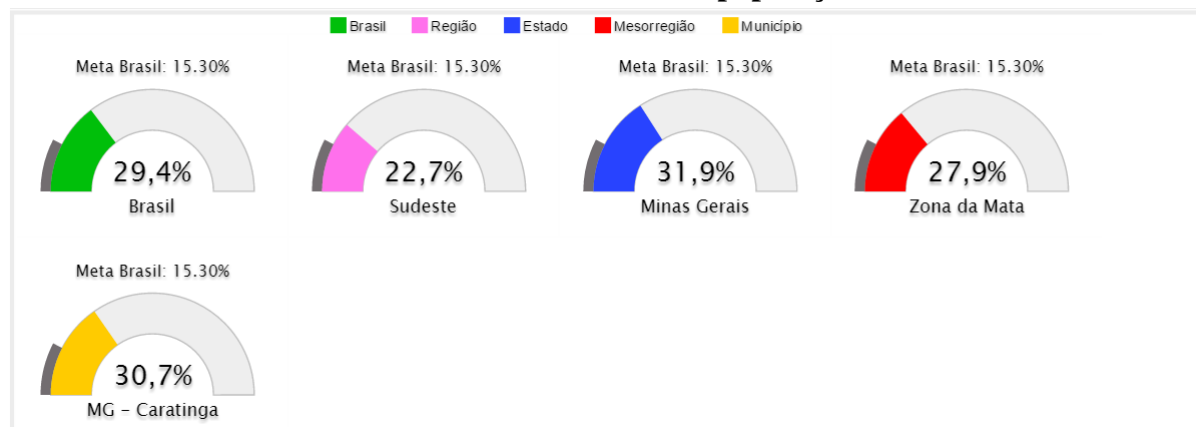 Brasil Região Estado Mesorregião Município
Meta Brasil: 15.30% Meta Brasil: 15.30% Meta Brasil: 15.30% Meta Brasil: 15.30%
29,4% 22,7% 31,9% 27,9%
Brasil Sudeste Minas Gerais Zona da Mata
Meta Brasil: 15.30%
30,7%
MG - Caratinga